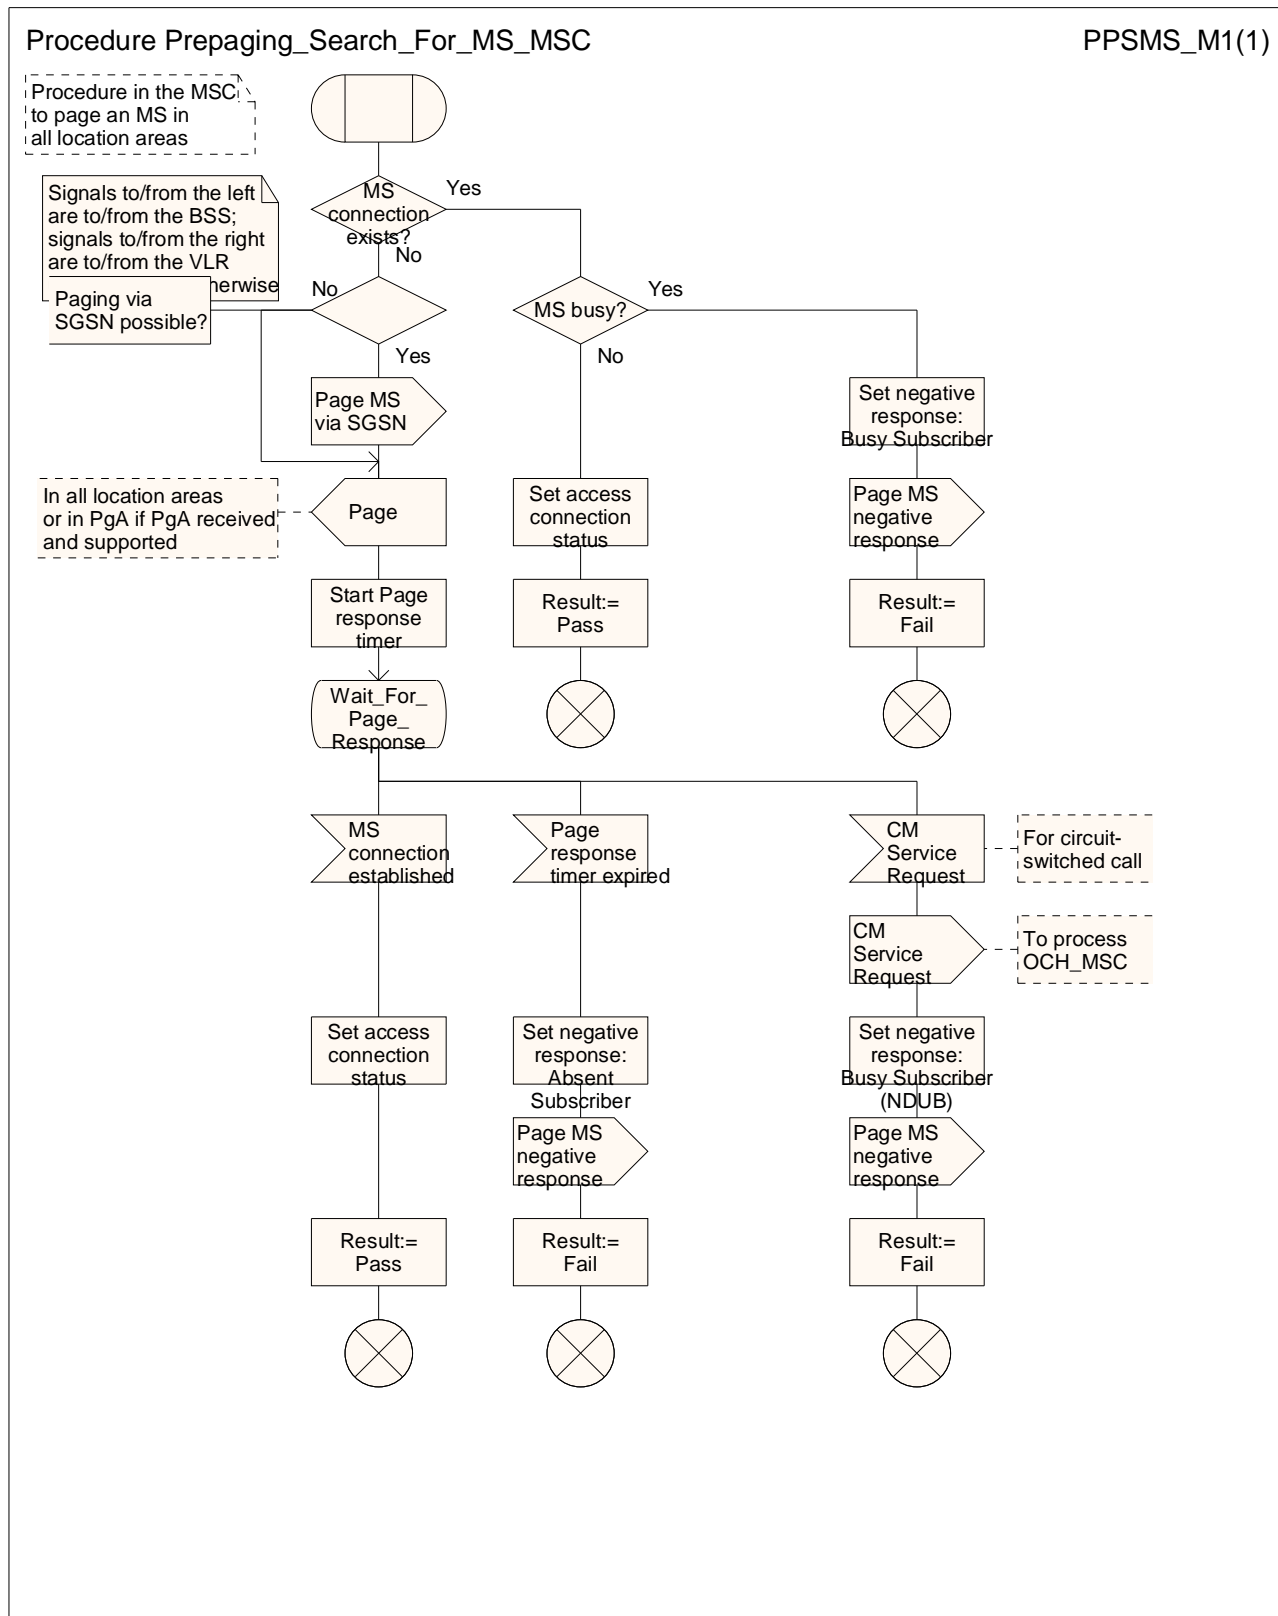 Procedure Prepaging_Search_For_MS_MSC
PPSMS_M1(1)
Procedure in the MSC
to page an MS in
all location areas
Signals to/from the left
are to/from the BSS;
signals to/from the right
are to/from the VLR
MS
connection
exists?
Yes
No
Paging via
SGSN possible?
No
Yes
MS busy?
Yes
No
Page MS
via SGSN
Set negative
response:
Busy Subscriber
In all location areas
or in PgA if PgA received
and supported
Page
Set access
connection
status
Page MS
negative
response
Start Page
response
timer
Result:=
Pass
Result:=
Fail
Wait_For_
Page_
Response
MS
connection
established
Page
response
timer expired
CM
Service
Request
For circuit-
switched call
CM
Service
Request
To process
OCH_MSC
Set access
connection
status
Set negative
response:
Absent
Subscriber
Set negative
response:
Busy Subscriber
(NDUB)
Page MS
negative
response
Page MS
negative
response
Result:=
Pass
Result:=
Fail
Result:=
Fail